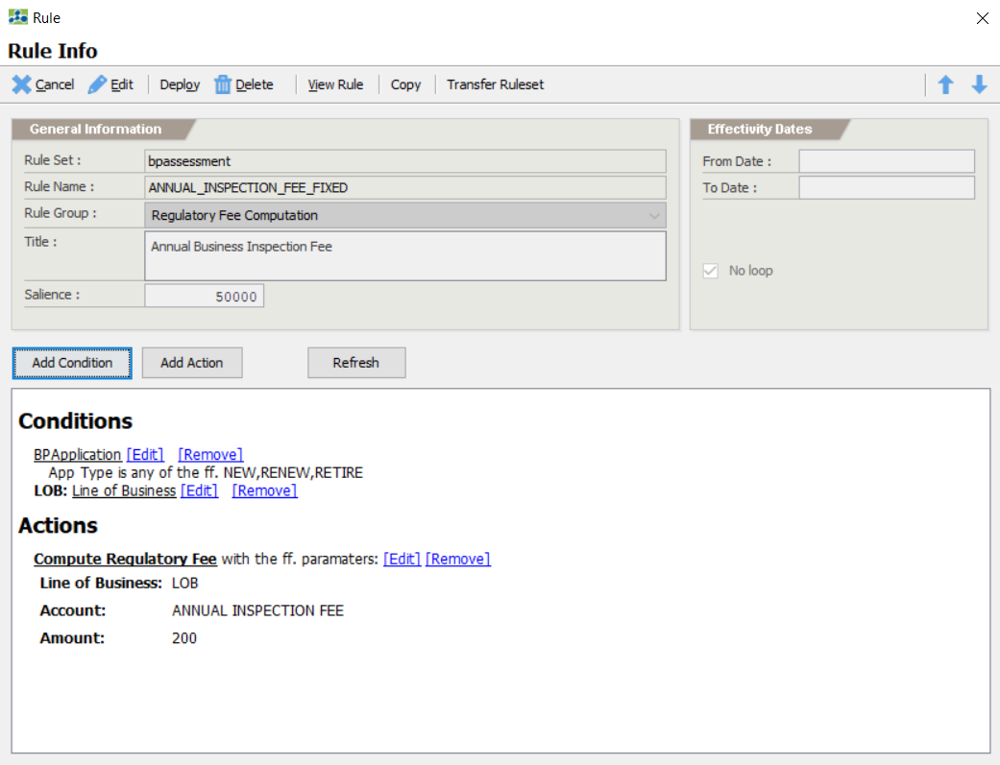 Rule
Rule Info
Cancel Edit Deploy Delete View Rule Copy Transfer Ruleset
General Information
Rule Set : bpassessment
Rule Name : ANNUAL_INSPECTION_FEE_FIXED
Rule Group : Regulatory Fee Computation
Title : Annual Business Inspection Fee
Salience : 50000
Effectivity Dates
From Date :
To Date :
No loop
Add Condition Add Action Refresh
Conditions
BPApplication [Edit] [Remove]
App Type is any of the ff. NEW,RENEW,RETIRE
LOB: Line of Business [Edit] [Remove]
Actions
Compute Regulatory Fee with the ff. paramaters: [Edit] [Remove]
Line of Business: LOB
Account: ANNUAL INSPECTION FEE
Amount: 200